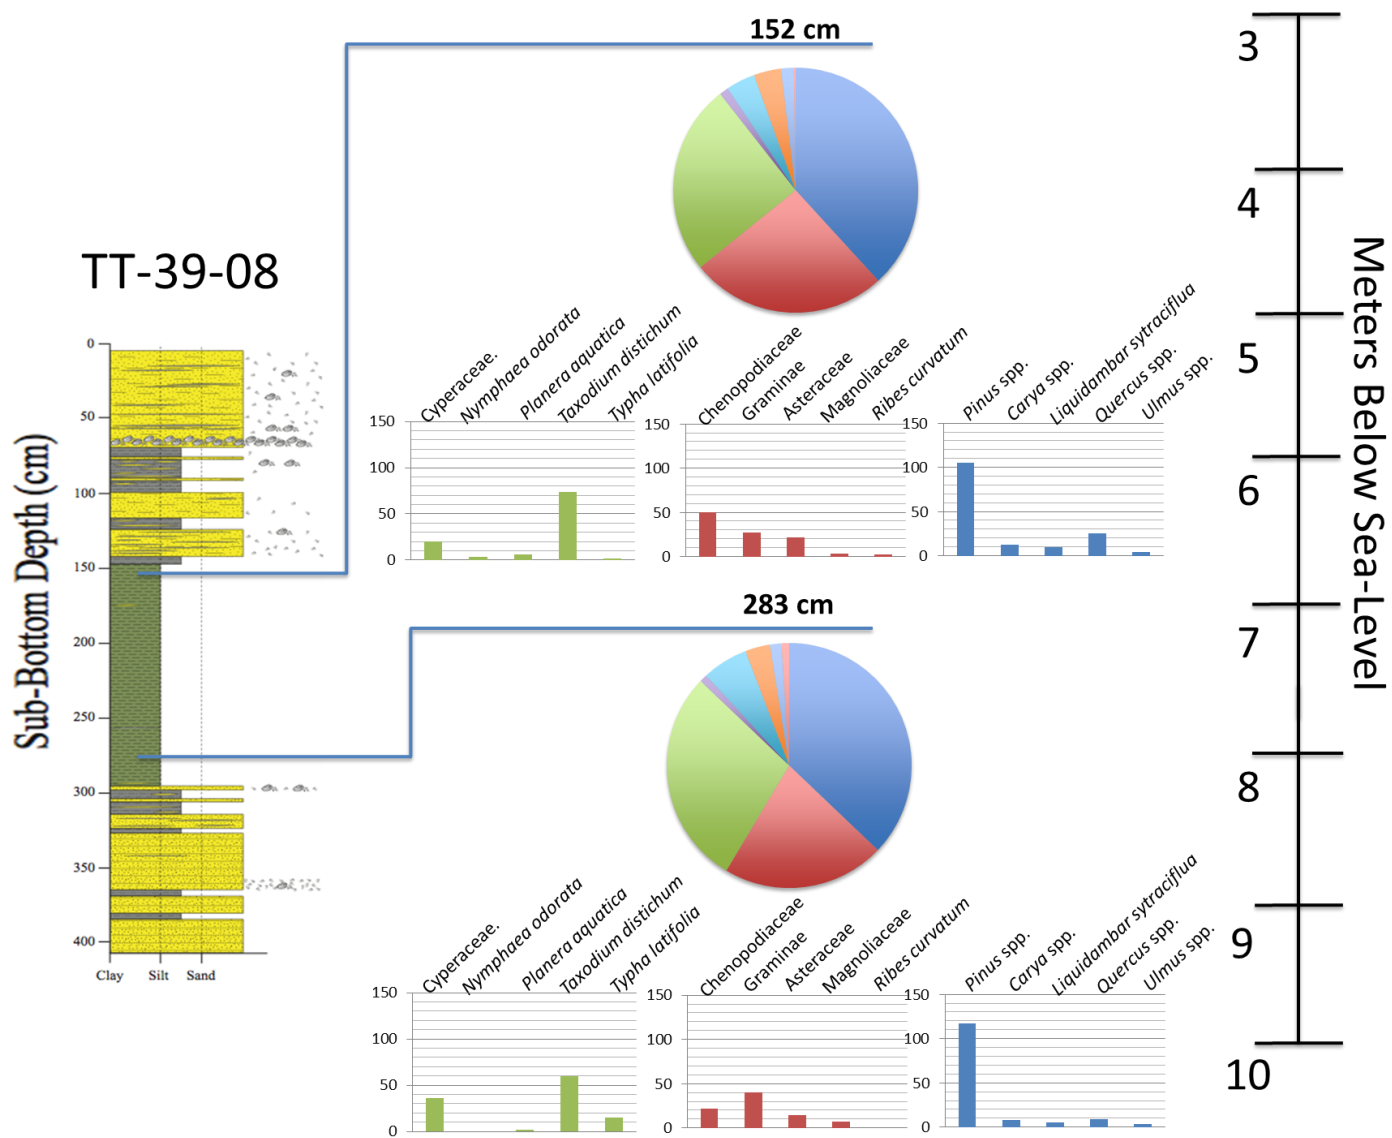 152 cm
TT-39-08
Sub-Bottom Depth (cm)
0
50
100
150
200
250
300
350
400
Clay Silt Sand
Cyperaceae.
Nymphaea odorata
Planera aquatica
Taxodium distichum
Typha latifolia
150
100
50
0
Chenopodiaceae
Graminae
Asteraceae
Magnoliaceae
Ribes curvatum
150
100
50
0
Pinus spp.
Carya spp.
Liquidambar sytraciflua
Quercus spp.
Ulmus spp.
150
100
50
0
283 cm
Cyperaceae.
Nymphaea odorata
Planera aquatica
Taxodium distichum
Typha latifolia
150
100
50
0
Chenopodiaceae
Graminae
Asteraceae
Magnoliaceae
Ribes curvatum
150
100
50
0
Pinus spp.
Carya spp.
Liquidambar sytraciflua
Quercus spp.
Ulmus spp.
150
100
50
0
3
4
5
6
7
8
9
10
Meters Below Sea-Level